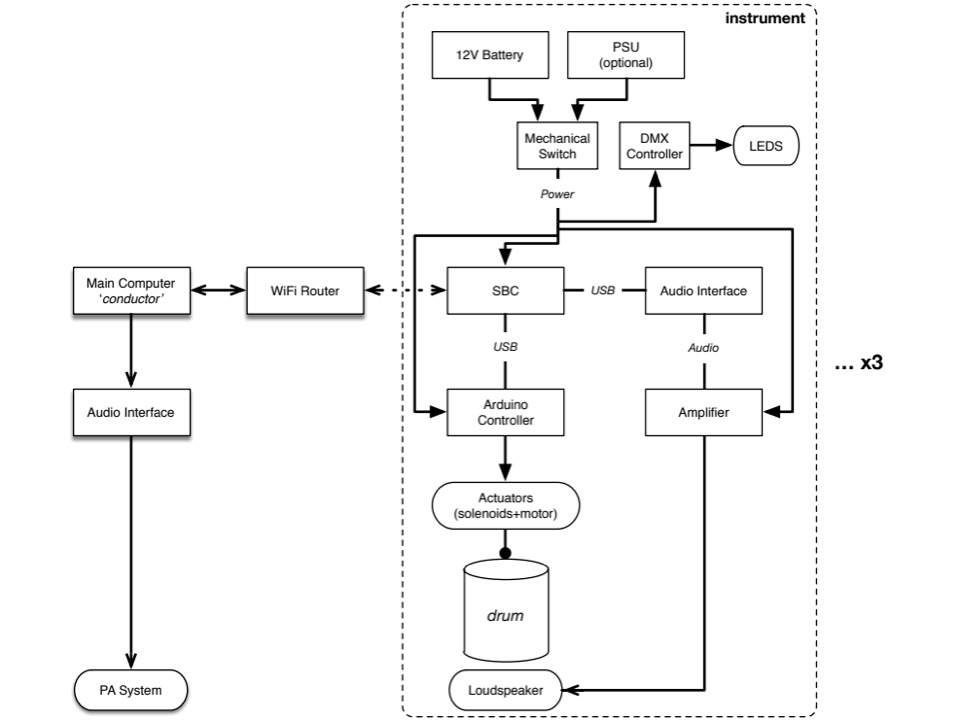 instrument
12V Battery
PSU
(optional)
Mechanical
Switch
DMX
Controller
LEDS
Power
Main Computer
‘conductor’
WiFi Router
SBC
USB
Audio Interface
USB
Audio
... x3
Audio Interface
Arduino
Controller
Amplifier
Actuators
(solenoids+motor)
drum
PA System
Loudspeaker